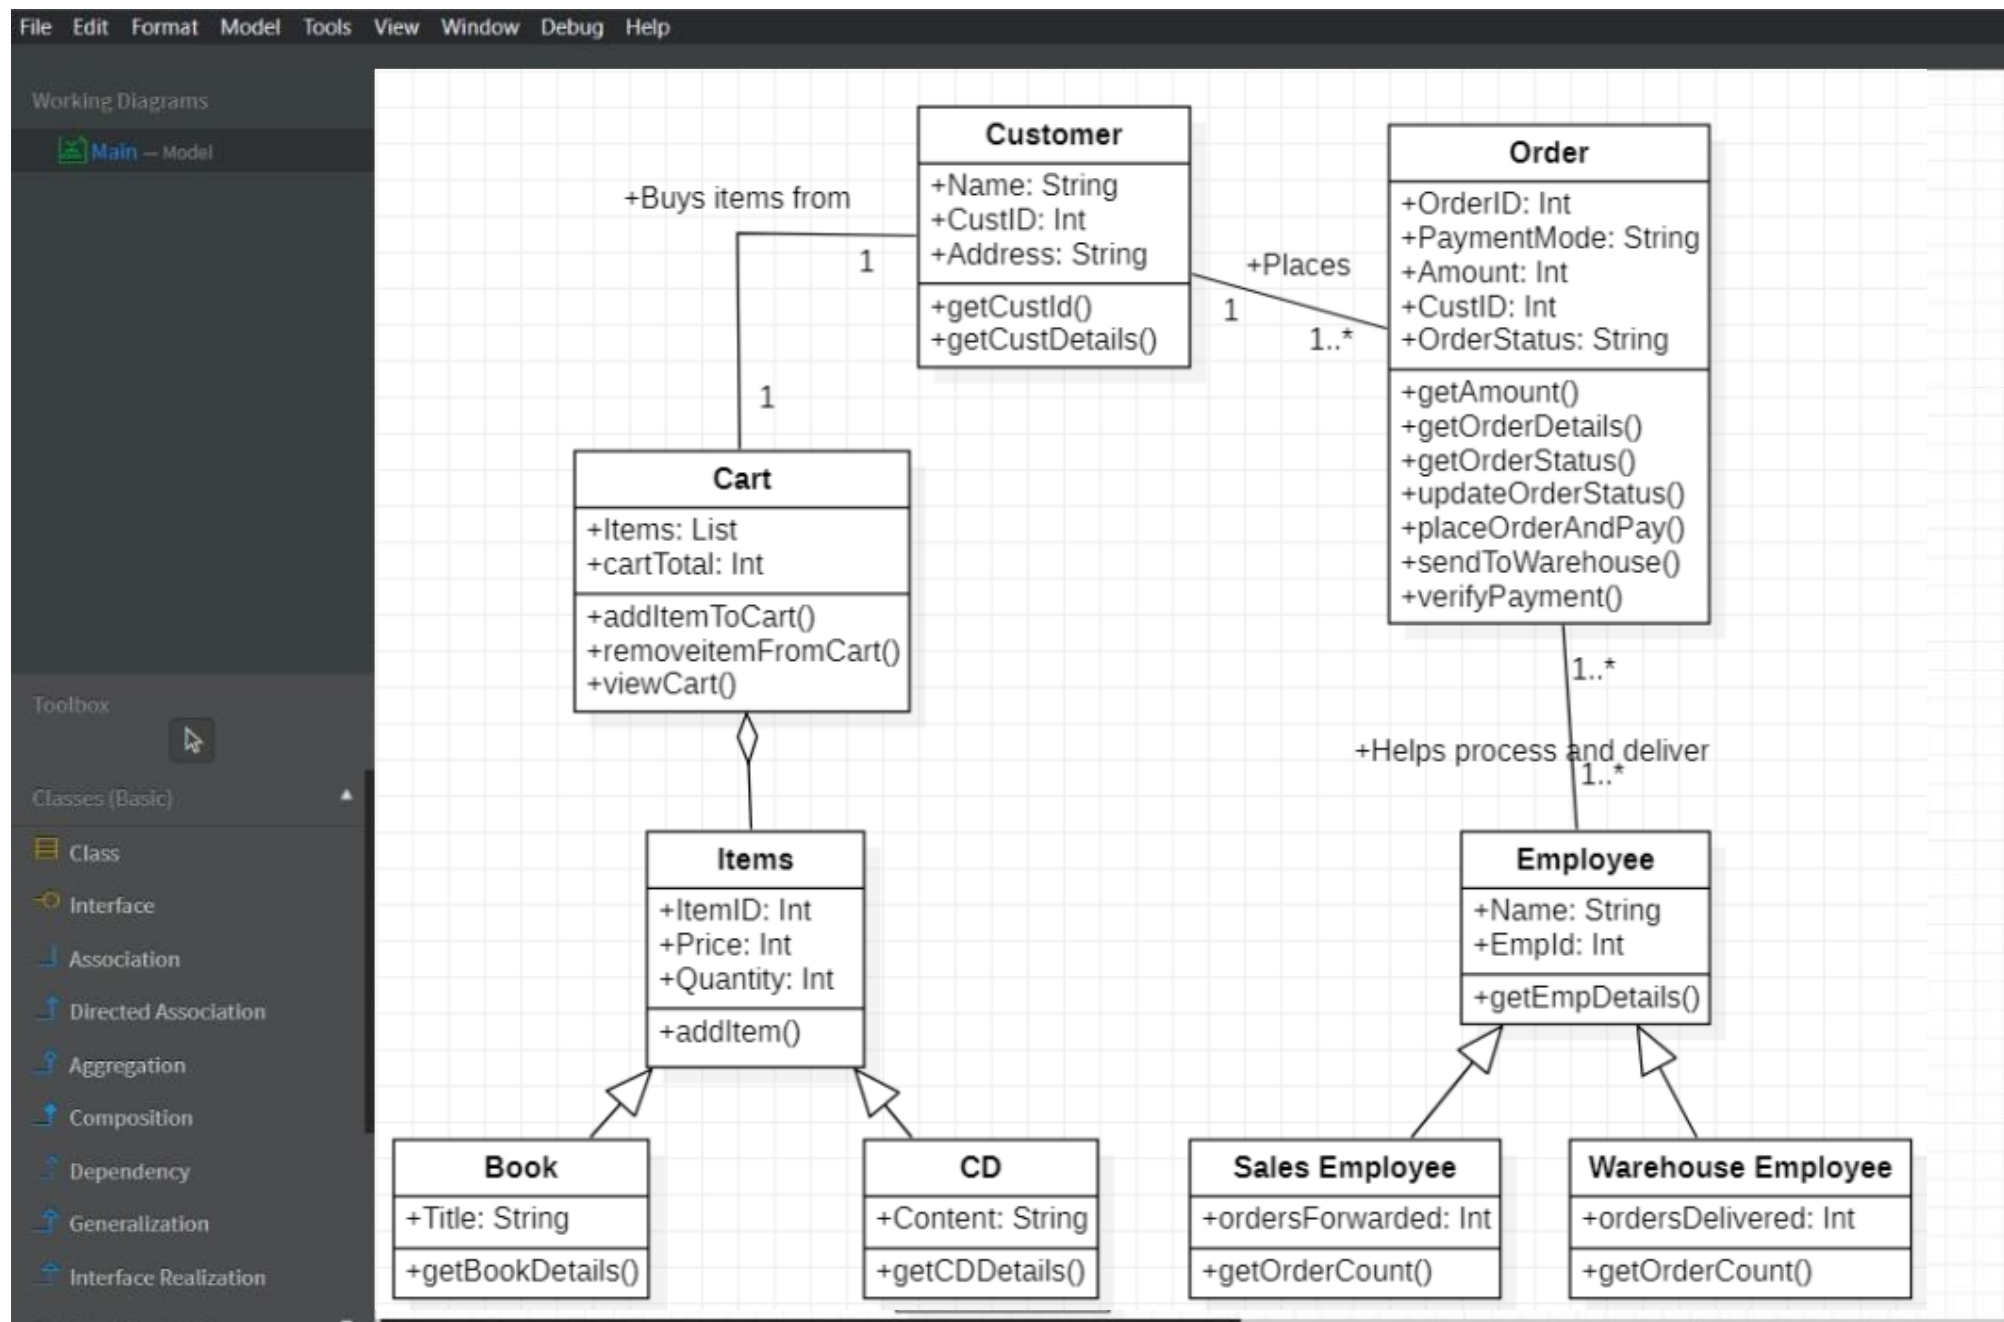 File Edit Format Model Tools View Window Debug Help
Working Diagrams
Main — Model
Toolbox
Classes (Basic)
Class
Interface
Association
Directed Association
Aggregation
Composition
Dependency
Generalization
Interface Realization
+Buys items from
1
1
Customer
+Name: String
+CustID: Int
+Address: String
+getCustId()
+getCustDetails()
+Places
1
1..*
Order
+OrderID: Int
+PaymentMode: String
+Amount: Int
+CustID: Int
+OrderStatus: String
+getAmount()
+getOrderDetails()
+getOrderStatus()
+updateOrderStatus()
+placeOrderAndPay()
+sendToWarehouse()
+verifyPayment()
Cart
+Items: List
+cartTotal: Int
+addItemToCart()
+removeitemFromCart()
+viewCart()
1..*
+Helps process and deliver
1..*
Items
+ItemID: Int
+Price: Int
+Quantity: Int
+addItem()
Employee
+Name: String
+EmpId: Int
+getEmpDetails()
Book
+Title: String
+getBookDetails()
CD
+Content: String
+getCDDetails()
Sales Employee
+ordersForwarded: Int
+getOrderCount()
Warehouse Employee
+ordersDelivered: Int
+getOrderCount()